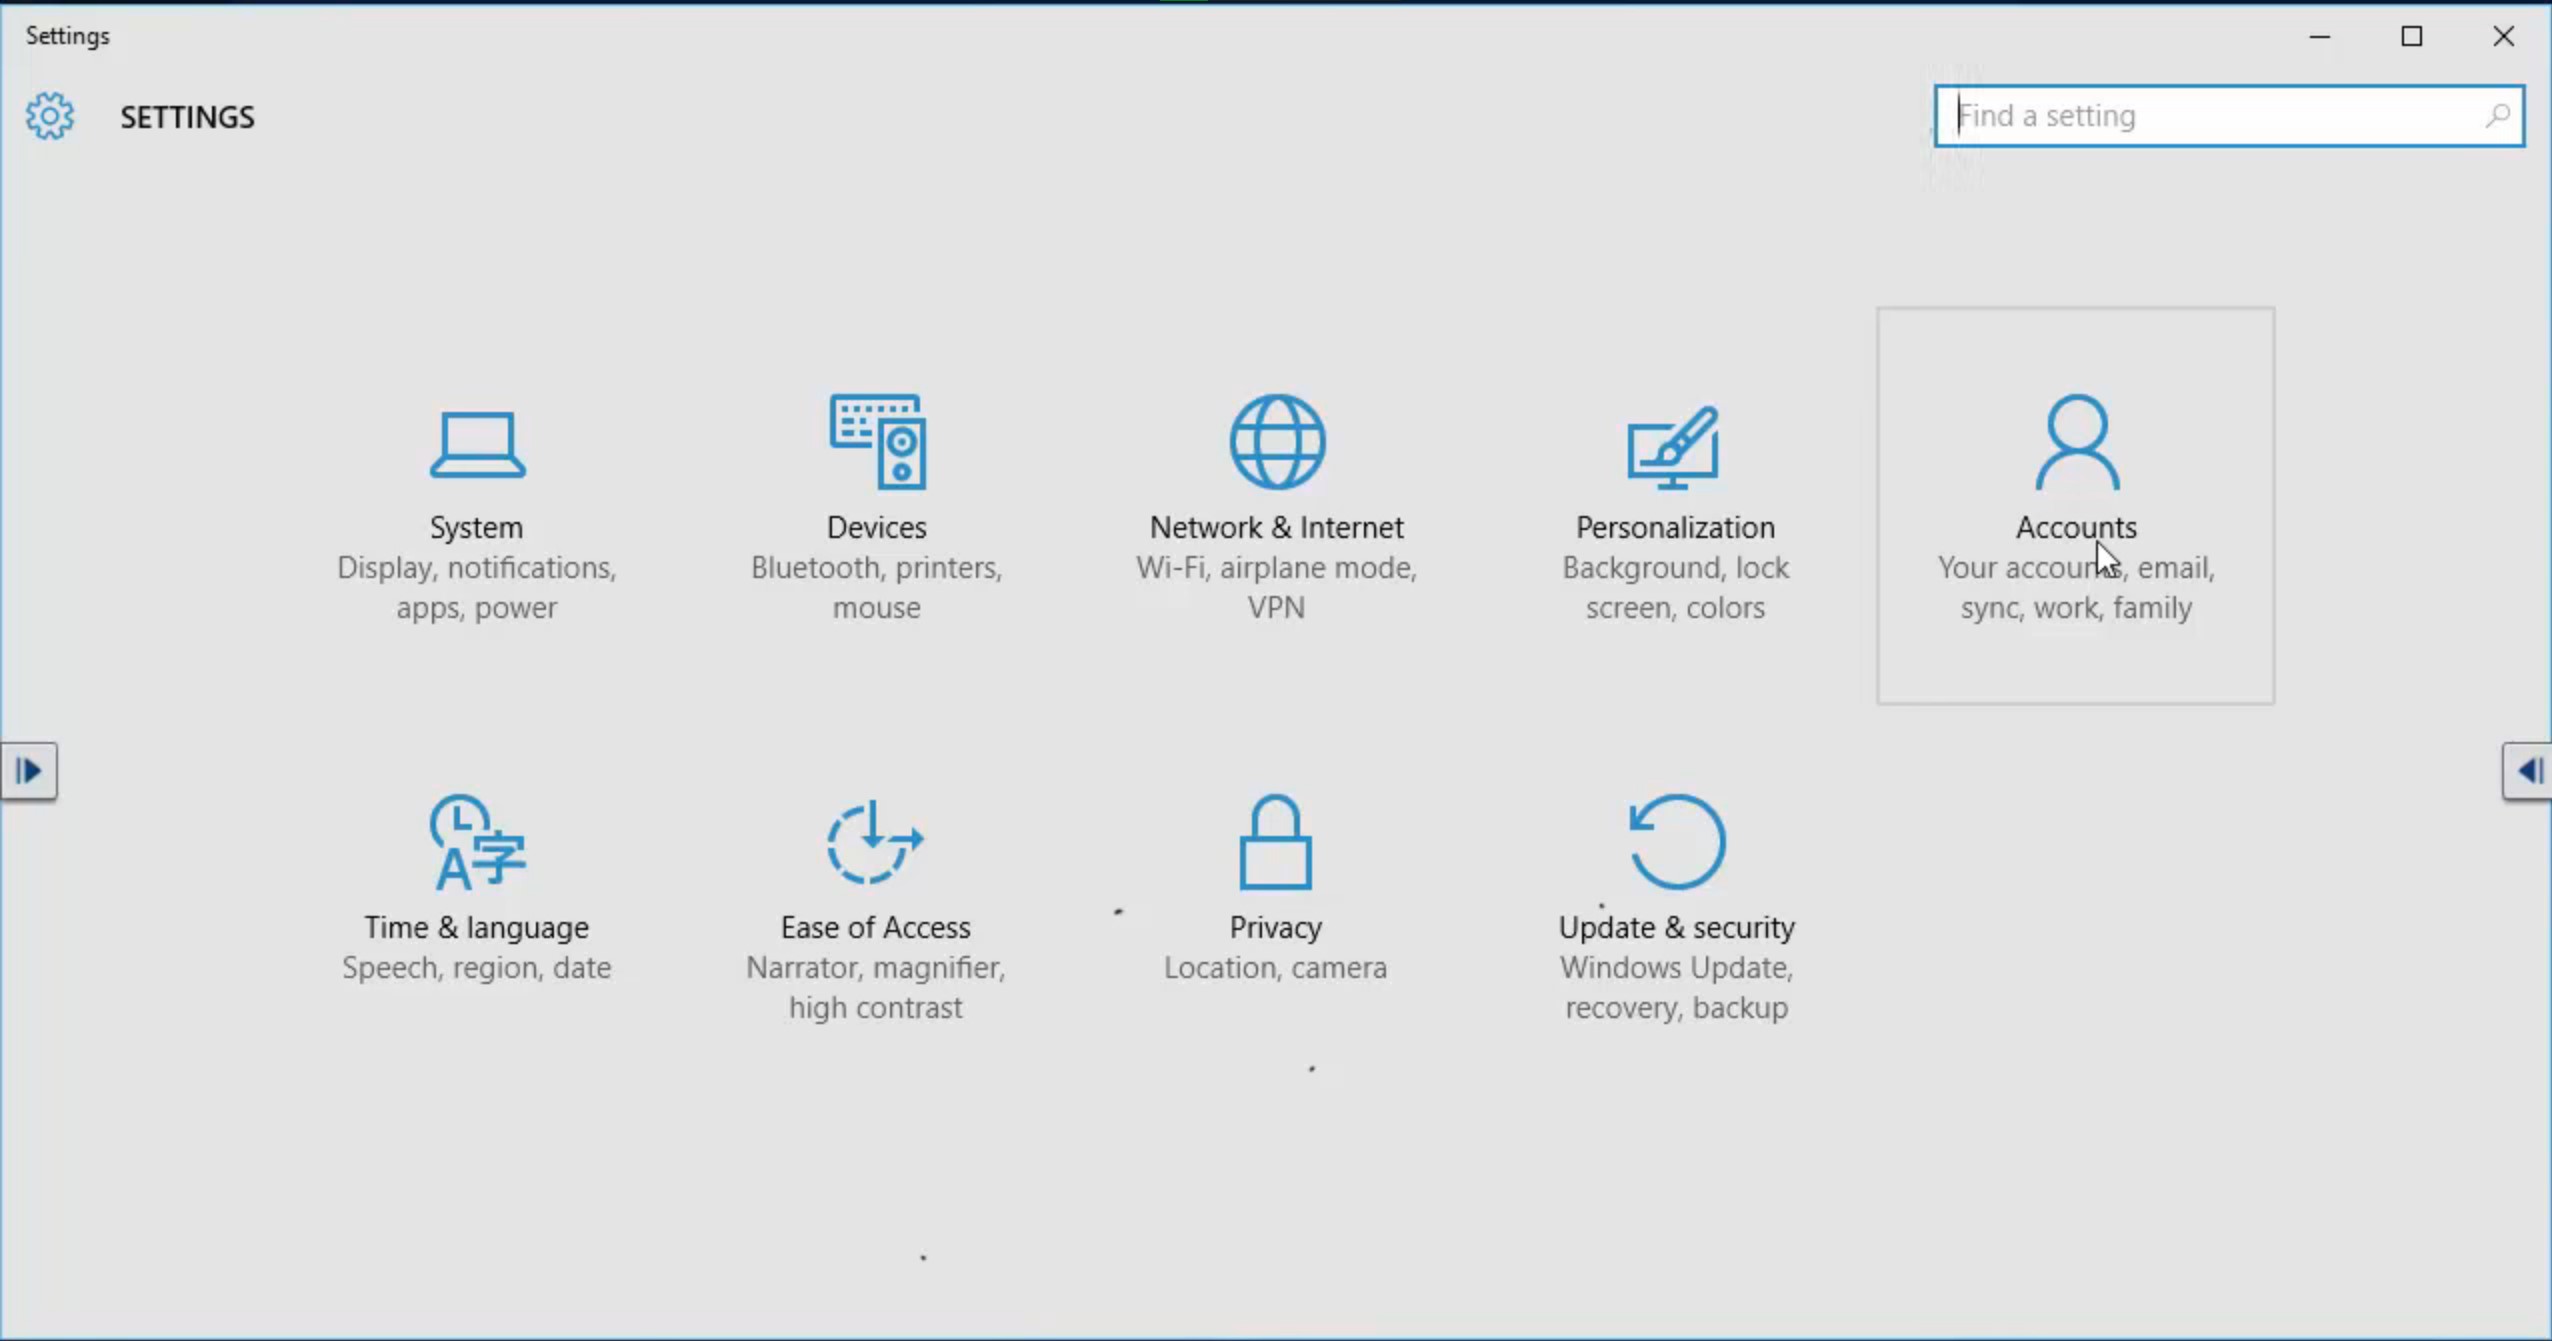 Settings
SETTINGS
Find a setting
System
Display, notifications,
apps, power
Devices
Bluetooth, printers,
mouse
Network & Internet
Wi-Fi, airplane mode,
VPN
Personalization
Background, lock
screen, colors
Accounts
Your accounts, email,
sync, work, family
Time & language
Speech, region, date
Ease of Access
Narrator, magnifier,
high contrast
Privacy
Location, camera
Update & security
Windows Update,
recovery, backup